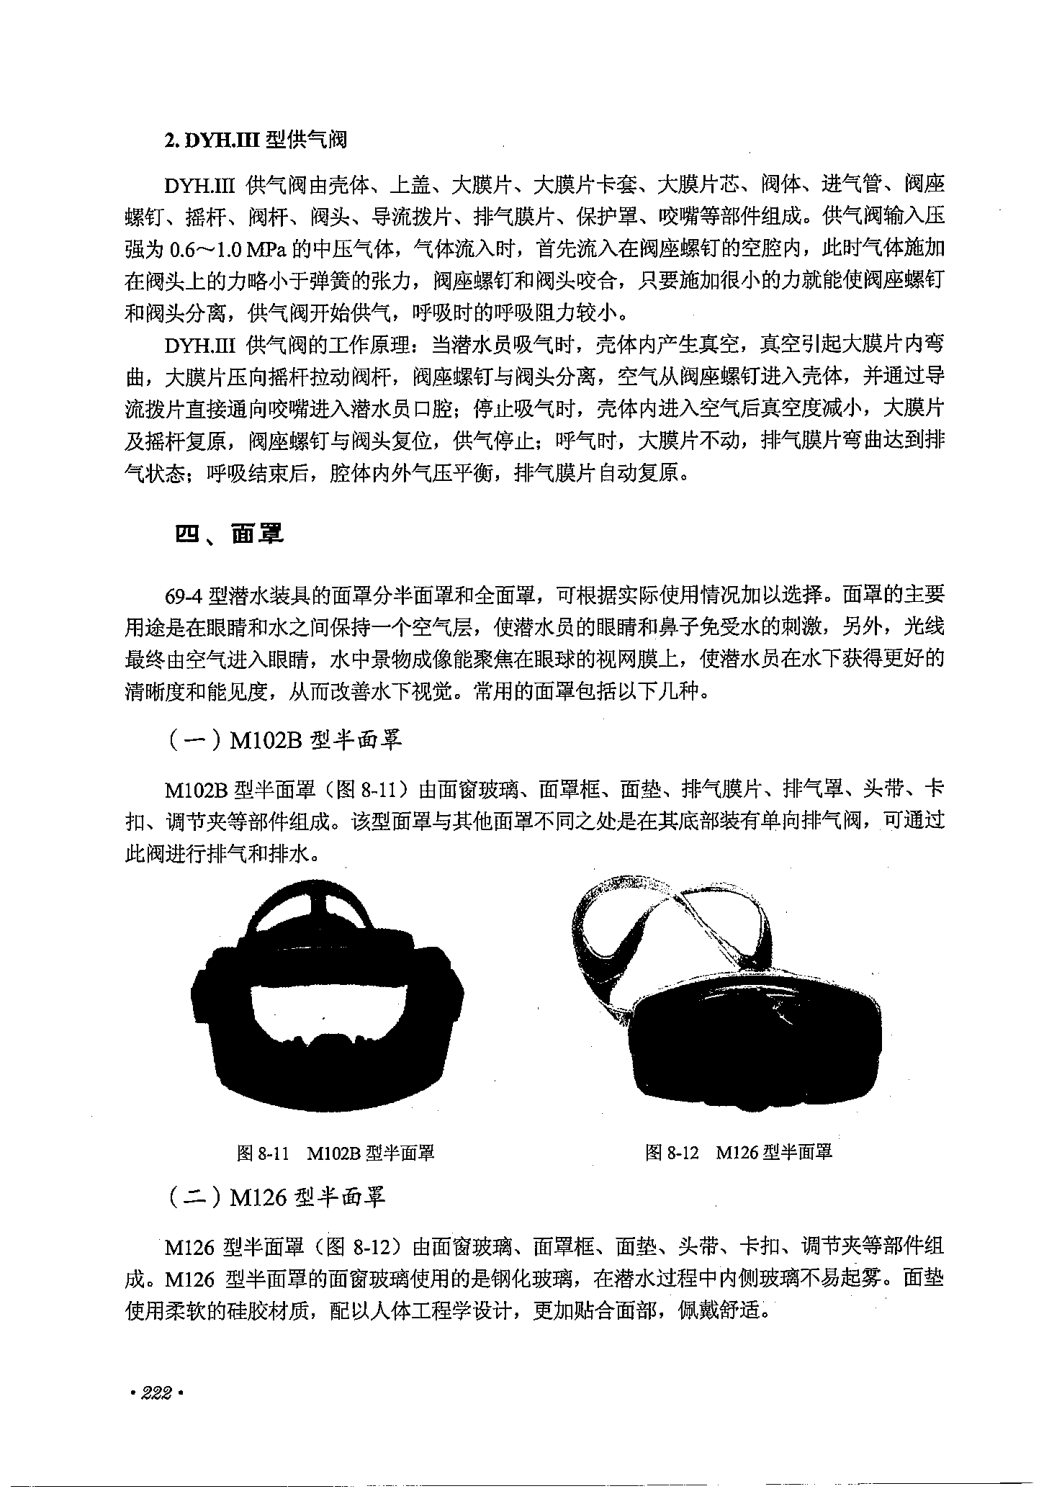 2. DYH.III 型供气阀
DYH.III 供气阀由壳体、上盖、大膜片、大膜片卡套、大膜片芯、阀体、进气管、阀座
螺钉、摇杆、阀杆、阀头、导流拨片、排气膜片、保护罩、咬嘴等部件组成。供气阀输入压
强为 0.6～1.0 MPa 的中压气体，气体流入时，首先流入在阀座螺钉的空腔内，此时气体施加
在阀头上的力略小于弹簧的张力，阀座螺钉和阀头咬合，只要施加很小的力就能使阀座螺钉
和阀头分离，供气阀开始供气，呼吸时的呼吸阻力较小。
DYH.III 供气阀的工作原理：当潜水员吸气时，壳体内产生真空，真空引起大膜片内弯
曲，大膜片压向摇杆拉动阀杆，阀座螺钉与阀头分离，空气从阀座螺钉进入壳体，并通过导
流拨片直接通向咬嘴进入潜水员口腔；停止吸气时，壳体内进入空气后真空度减小，大膜片
及摇杆复原，阀座螺钉与阀头复位，供气停止；呼气时，大膜片不动，排气膜片弯曲达到排
气状态；呼吸结束后，腔体内外气压平衡，排气膜片自动复原。
四、面罩
69-4 型潜水装具的面罩分半面罩和全面罩，可根据实际使用情况加以选择。面罩的主要
用途是在眼睛和水之间保持一个空气层，使潜水员的眼睛和鼻子免受水的刺激，另外，光线
最终由空气进入眼睛，水中景物成像能聚焦在眼球的视网膜上，使潜水员在水下获得更好的
清晰度和能见度，从而改善水下视觉。常用的面罩包括以下几种。
（一）M102B 型半面罩
M102B 型半面罩（图 8-11）由面窗玻璃、面罩框、面垫、排气膜片、排气罩、头带、卡
扣、调节夹等部件组成。该型面罩与其他面罩不同之处是在其底部装有单向排气阀，可通过
此阀进行排气和排水。
图 8-11 M102B 型半面罩
图 8-12 M126 型半面罩
（二）M126 型半面罩
M126 型半面罩（图 8-12）由面窗玻璃、面罩框、面垫、头带、卡扣、调节夹等部件组
成。M126 型半面罩的面窗玻璃使用的是钢化玻璃，在潜水过程中内侧玻璃不易起雾。面垫
使用柔软的硅胶材质，配以人体工程学设计，更加贴合面部，佩戴舒适。
·222·